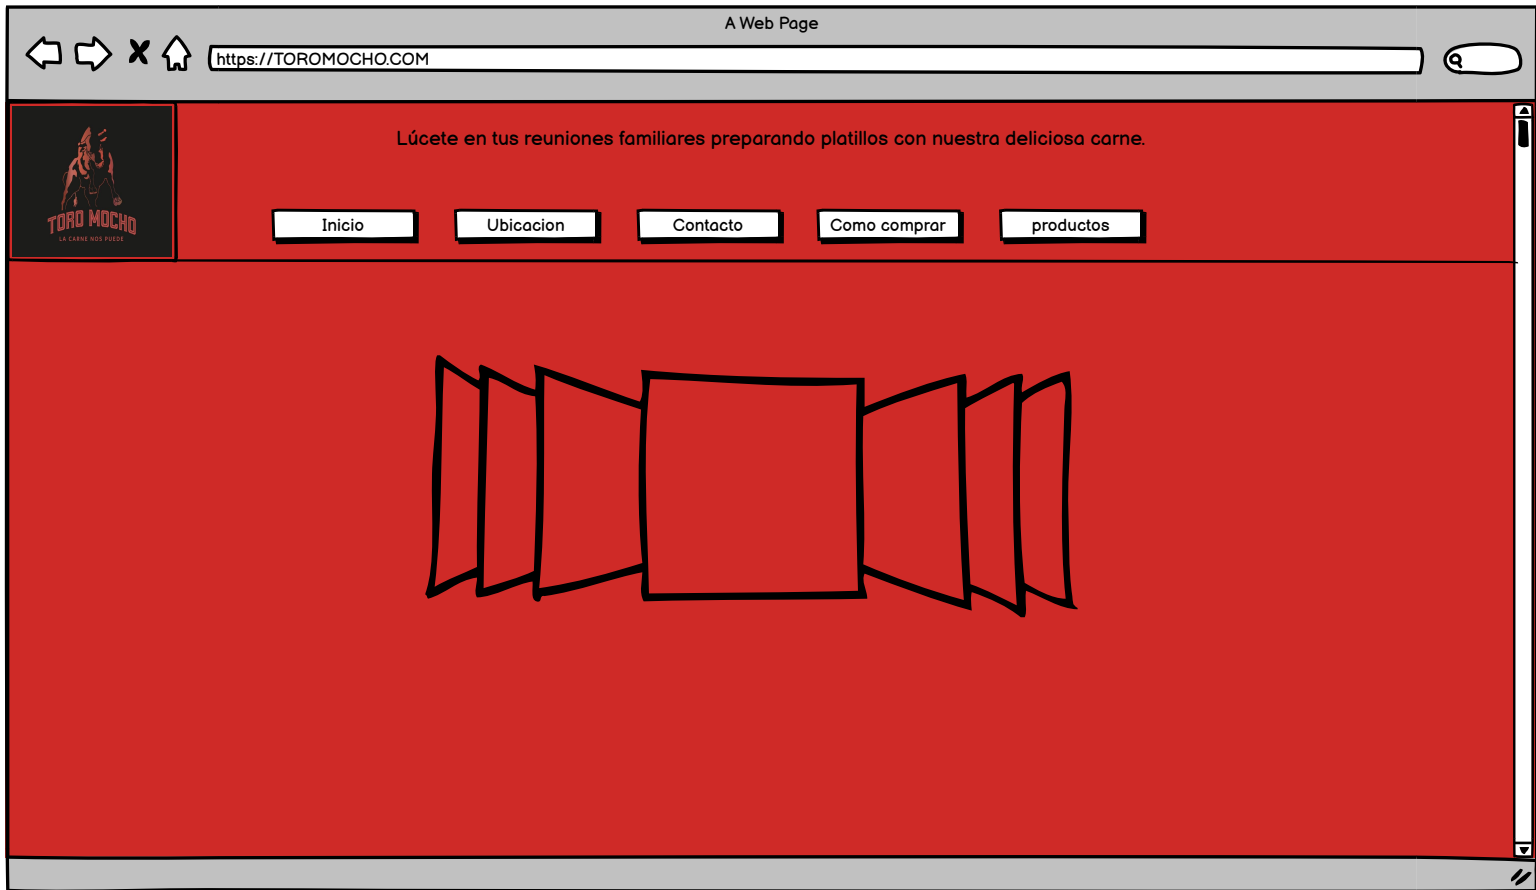 A Web Page
https://TOROMOCHO.COM
Lúcete en tus reuniones familiares preparando platillos con nuestra deliciosa carne.
TORO MOCHO
LA CARNE NOS PUEDE
Inicio
Ubicacion
Contacto
Como comprar
productos